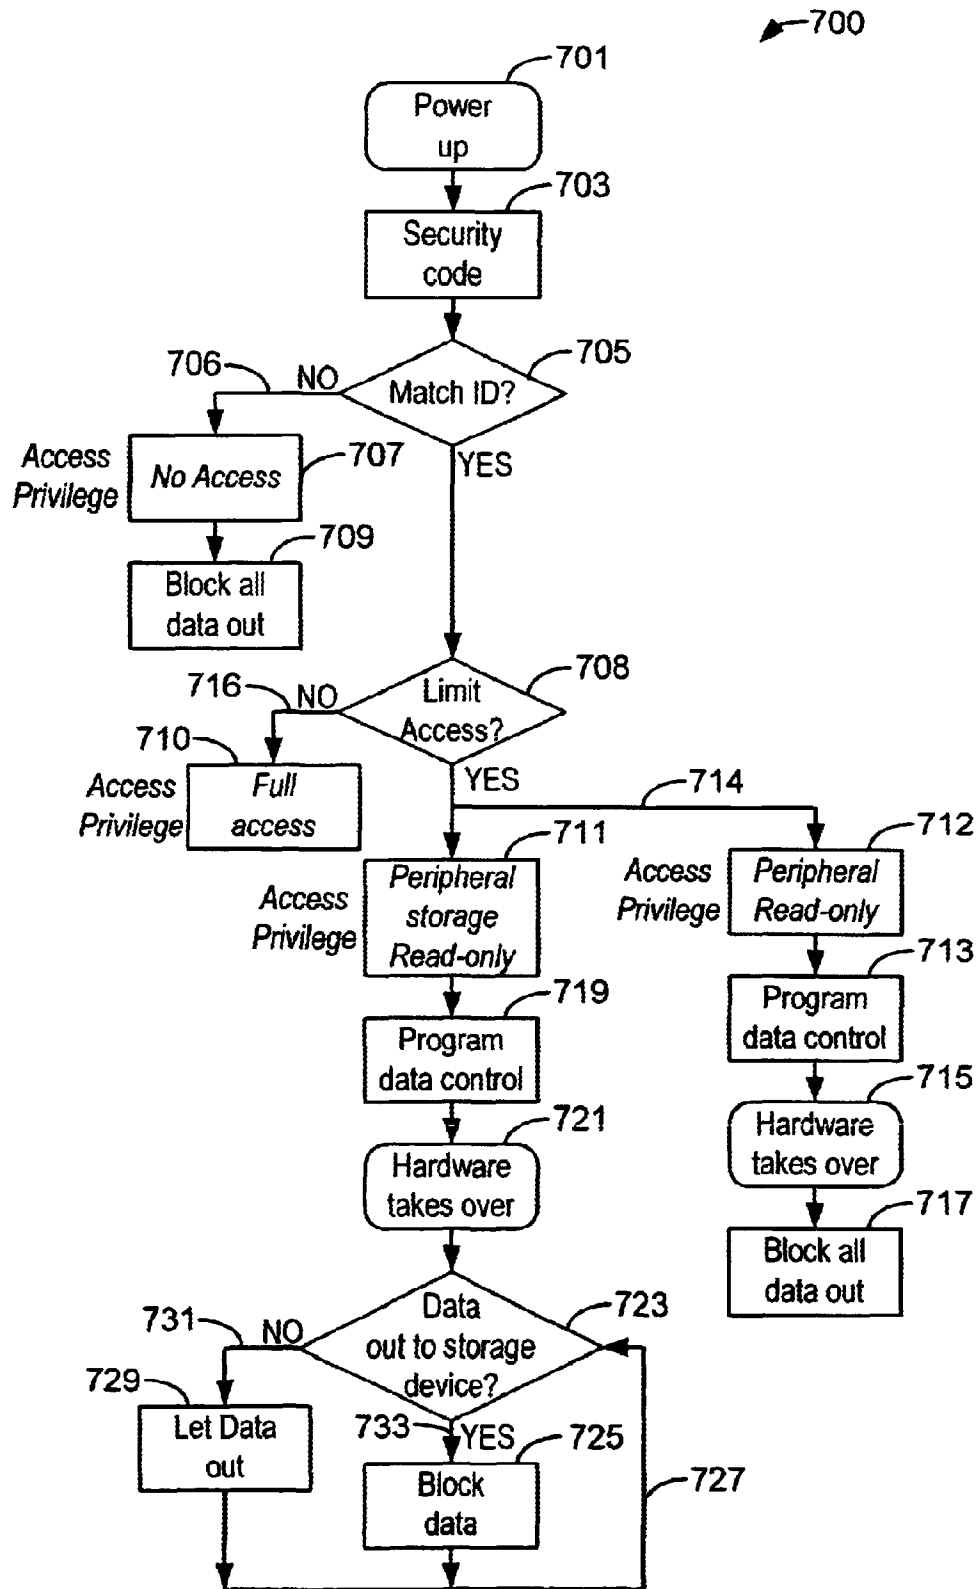 700
701
Power
up
703
Security
code
705
706
NO
Match ID?
YES
Access
Privilege
707
No Access
709
Block all
data out
708
716
NO
Limit
Access?
YES
714
710
Access
Privilege
Full
access
711
Access
Privilege
Peripheral
storage
Read-only
712
Access
Privilege
Peripheral
Read-only
713
Program
data control
719
Program
data control
715
Hardware
takes over
721
Hardware
takes over
717
Block all
data out
723
731
NO
Data
out to storage
device?
729
Let Data
out
733
YES
725
Block
data
727